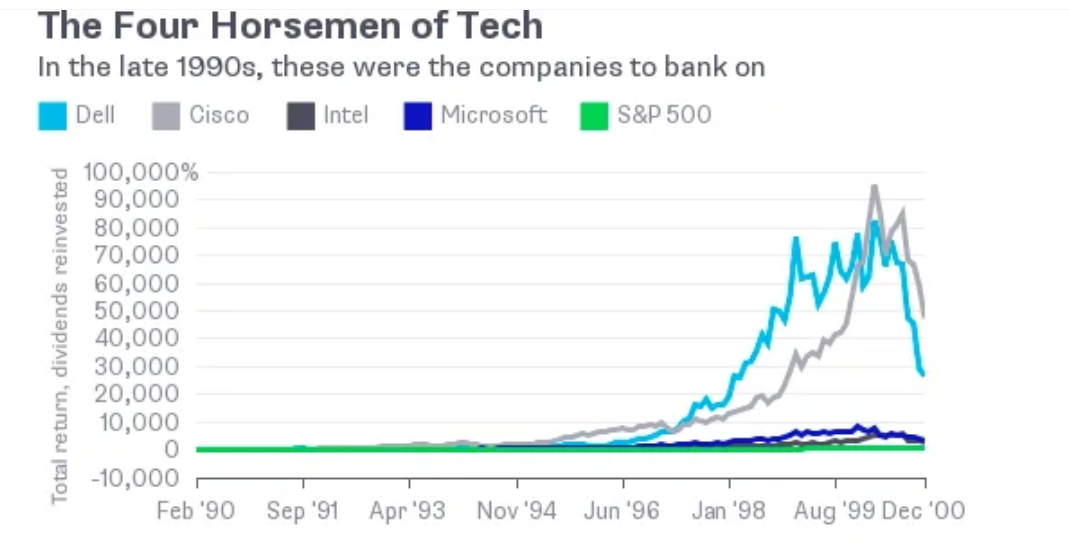 The Four Horsemen of Tech
In the late 1990s, these were the companies to bank on
Dell Cisco Intel Microsoft S&P 500
Total return, dividends reinvested
100,000%
90,000
80,000
70,000
60,000
50,000
40,000
30,000
20,000
10,000
0
-10,000
Feb '90 Sep '91 Apr '93 Nov '94 Jun '96 Jan '98 Aug '99 Dec '00